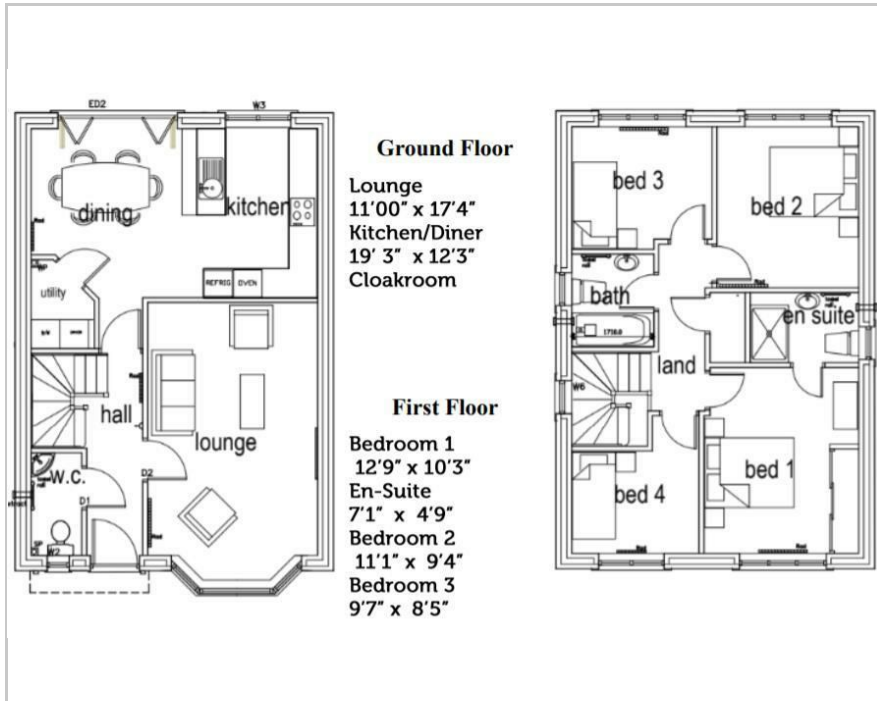 ED2
W3
dining
kitchen
REFRIG
OVEN
utility
hall
lounge
w.c.
D2
D1
W2
Ground Floor
Lounge
11'00" x 17'4"
Kitchen/Diner
19' 3" x 12'3"
Cloakroom
First Floor
Bedroom 1
12'9" x 10'3"
En-Suite
7'1" x 4'9"
Bedroom 2
11'1" x 9'4"
Bedroom 3
9'7" x 8'5"
bed 3
bed 2
bath
en suite
1710.0
land
W6
bed 1
bed 4